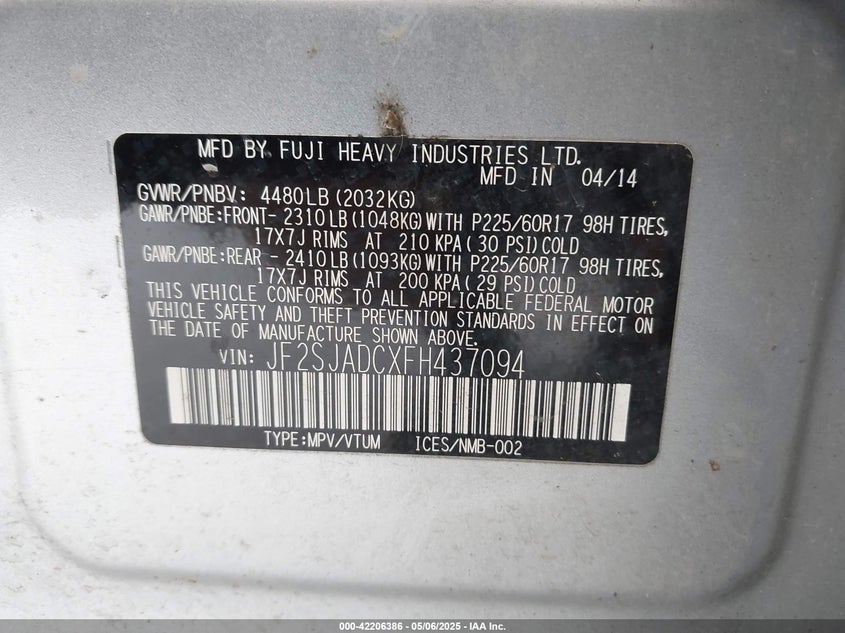 MFD BY FUJI HEAVY INDUSTRIES LTD.
MFD IN 04/14
GVWR/PNBV: 4480LB(2032KG)
GAWR/PNBE:FRONT- 2310LB(1048KG)WITH P225/60R17 98H TIRES,
17X7J RIMS AT 210 KPA(30 PSI)COLD
GAWR/PNBE:REAR - 2410LB(1093KG)WITH P225/60R17 98H TIRES,
17X7J RIMS AT 200 KPA(29 PSI)COLD
THIS VEHICLE CONFORMS TO ALL APPLICABLE FEDERAL MOTOR
VEHICLE SAFETY AND THEFT PREVENTION STANDARDS IN EFFECT ON
THE DATE OF MANUFACTURE SHOWN ABOVE.
VIN: JF2SJADCXFH437094
TYPE:MPV/VTUM ICES/NMB-002
000-42206386 - 05/06/2025 - IAA Inc.